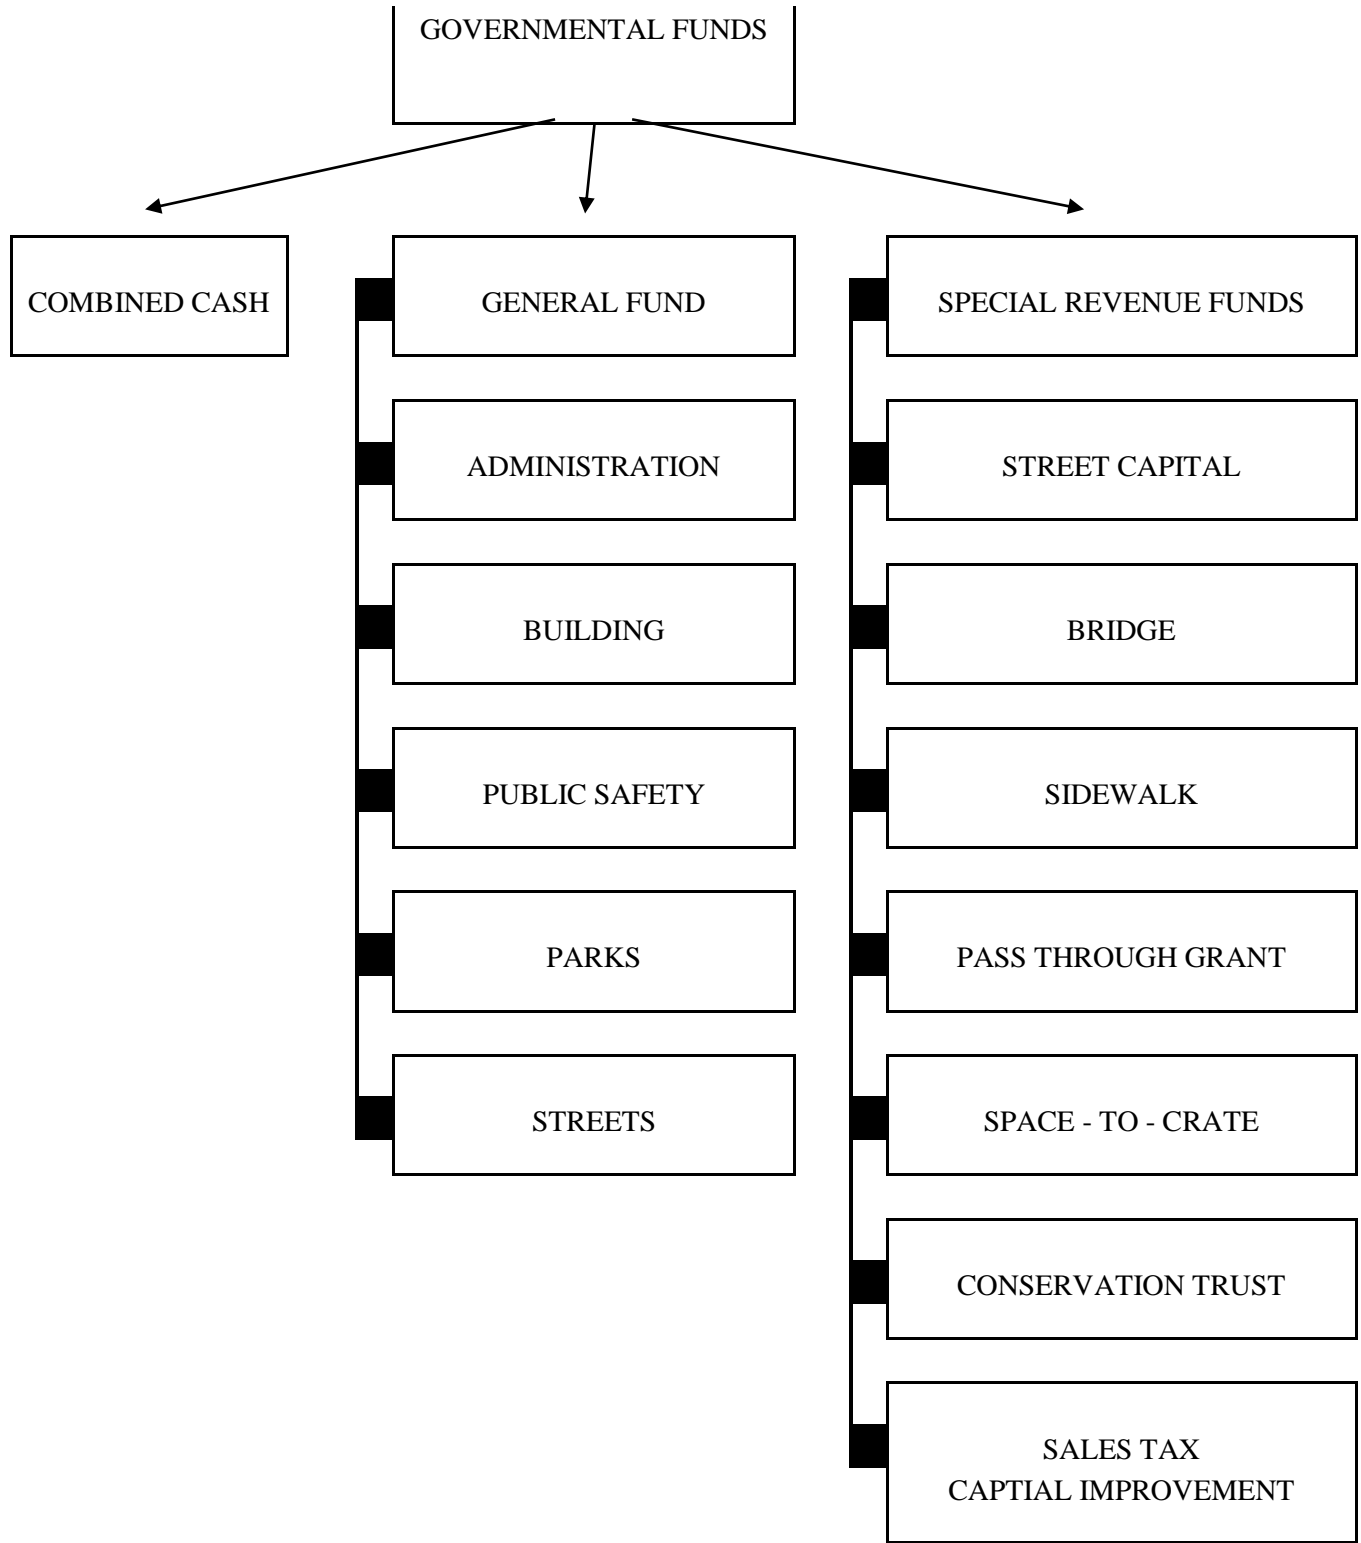 GOVERNMENTAL FUNDS
COMBINED CASH
GENERAL FUND
SPECIAL REVENUE FUNDS
ADMINISTRATION
STREET CAPITAL
BUILDING
BRIDGE
PUBLIC SAFETY
SIDEWALK
PARKS
PASS THROUGH GRANT
STREETS
SPACE - TO - CRATE
CONSERVATION TRUST
SALES TAX
CAPTIAL IMPROVEMENT